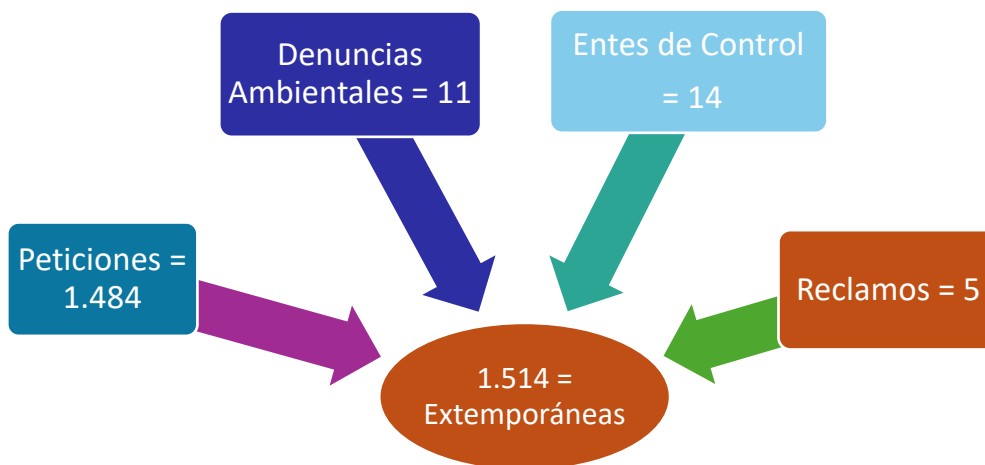 Denuncias
Ambientales = 11
Entes de Control
= 14
Peticiones =
1.484
Reclamos = 5
1.514 =
Extemporáneas